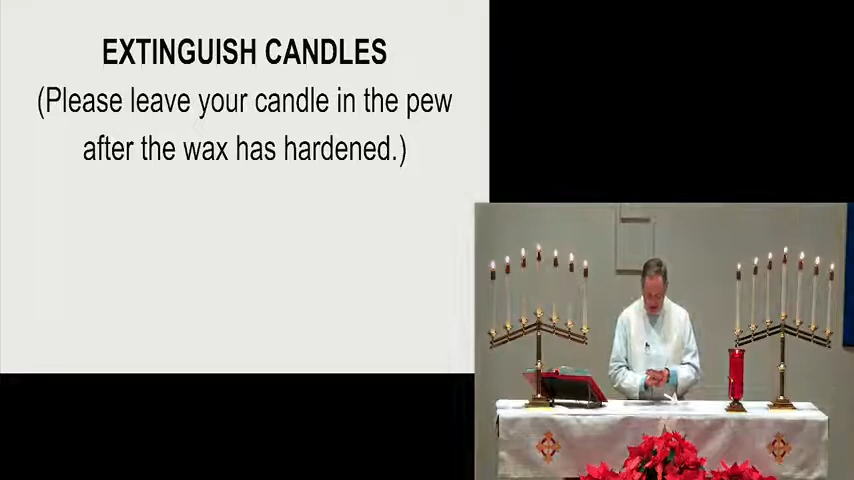 EXTINGUISH CANDLES
(Please leave your candle in the pew
after the wax has hardened.)